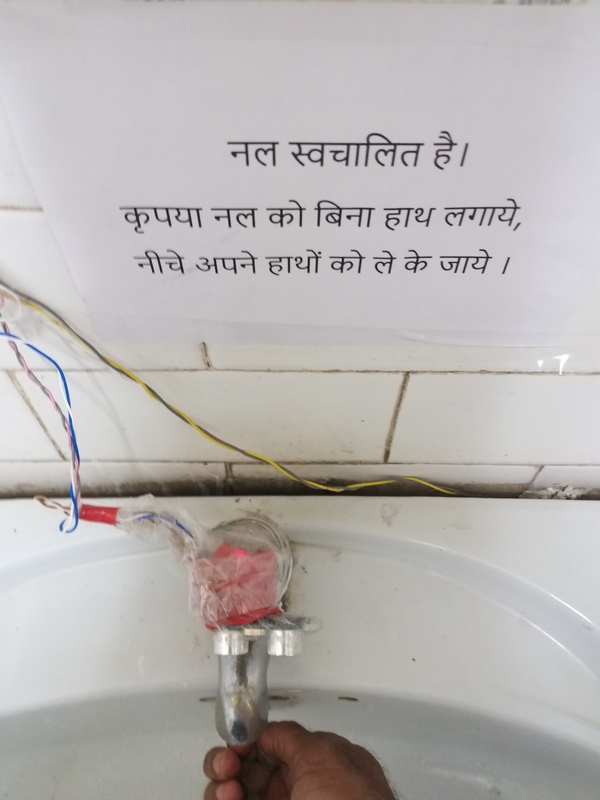 नल स्वचालित है।
कृपया नल को बिना हाथ लगाये,
नीचे अपने हाथों को ले के जाये ।